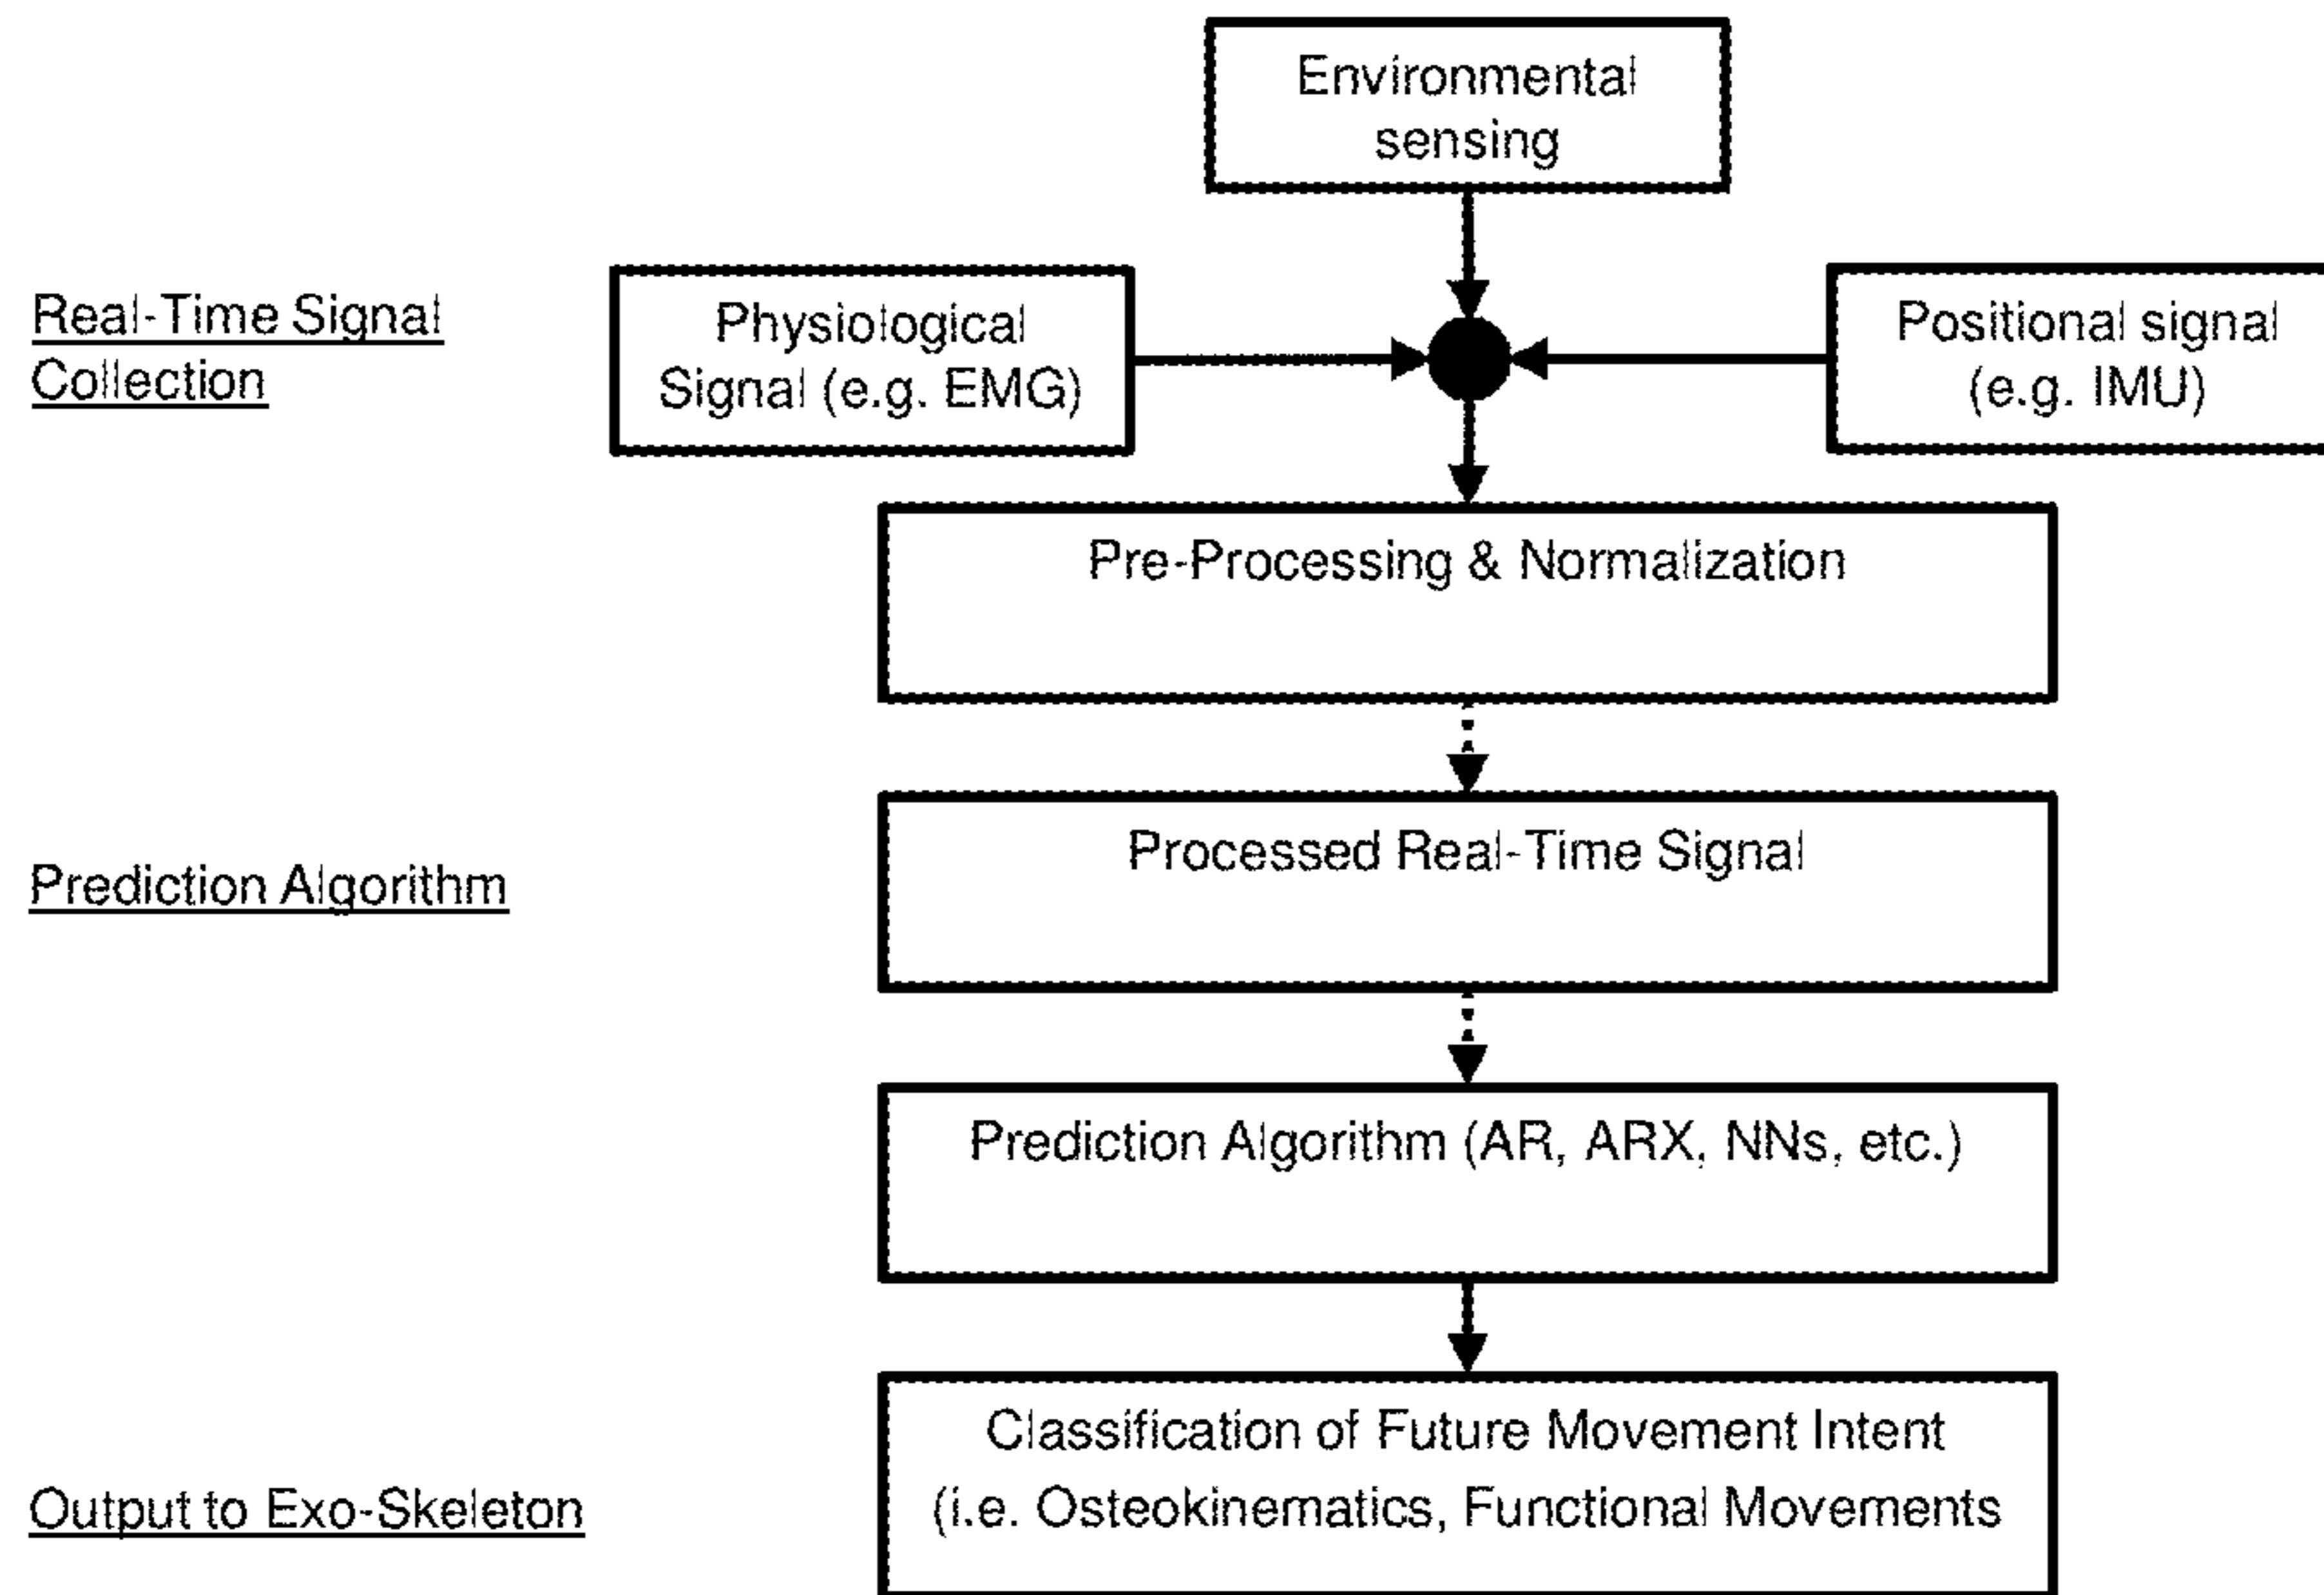 Environmental
sensing
Real-Time Signal
Collection
Physiological
Signal (e.g. EMG)
Positional signal
(e.g. IMU)
Pre-Processing & Normalization
Processed Real-Time Signal
Prediction Algorithm
Prediction Algorithm (AR, ARX, NNs, etc.)
Classification of Future Movement Intent
(i.e. Osteokinematics, Functional Movements
Output to Exo-Skeleton